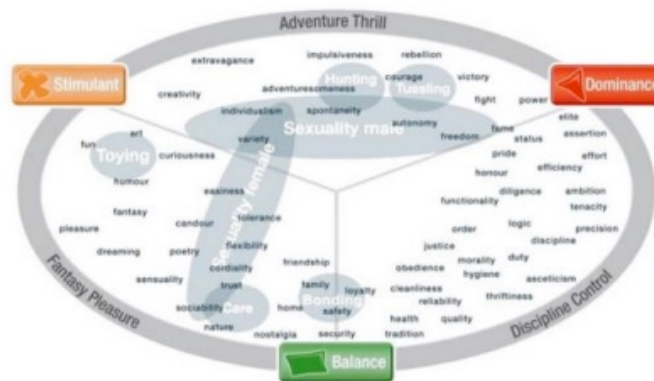 Adventure Thrill
impulsiveness rebellion
extravagance
Stimulant
Hunting
courage victory
Dominance
creativity
adventuresomeness
Tussling
fight power
individualism spontaneity
elite
autonomy
fame
assertion
Sexuality male
freedom status
art
variety
pride effort
fun
Toying
curiousness
honour efficiency
humour
easiness
diligence ambition
functionality
tenacity
fantasy
candour tolerance
pleasure
order logic precision
Sexuality female
flexibility
justice discipline
dreaming poetry
friendship
morality duty
cordiality
obedience hygiene
sensuality
asceticism
trust
family loyalty cleanliness
thriftiness
sociability
Care
home
Bonding
reliability
safety
health quality
nature
nostalgia security tradition
Fantasy Pleasure
Discipline Control
Balance